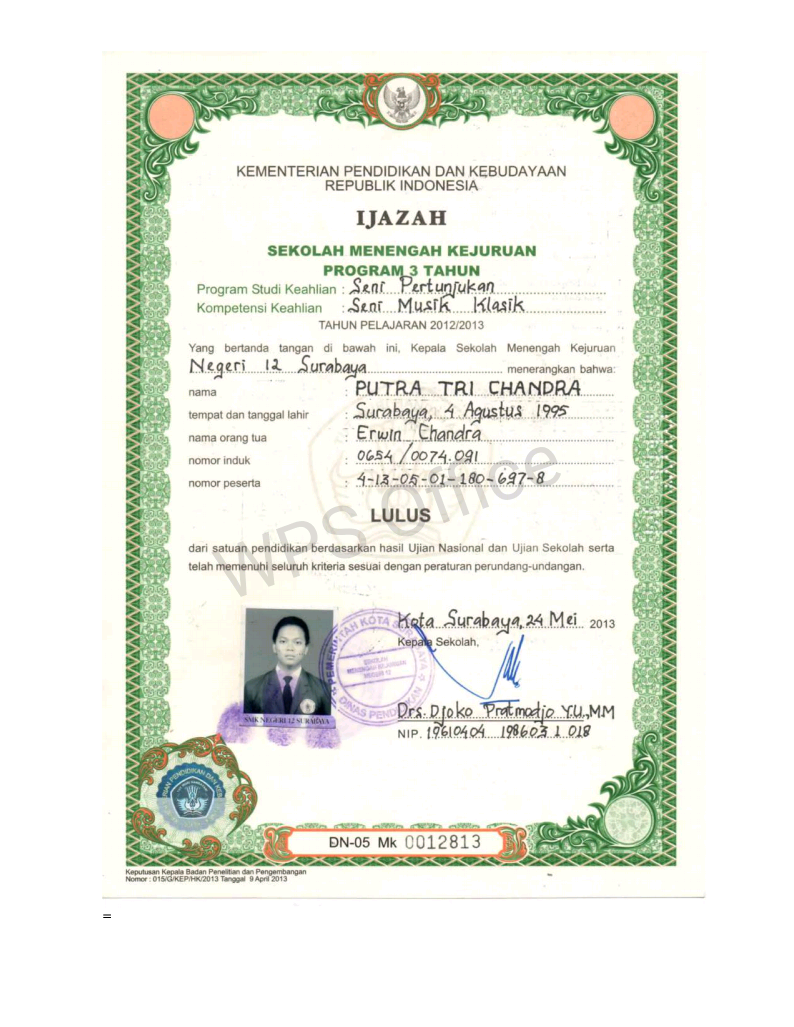 KEMENTERIAN PENDIDIKAN DAN KEBUDAYAAN
REPUBLIK INDONESIA
IJAZAH
SEKOLAH MENENGAH KEJURUAN
PROGRAM 3 TAHUN
Program Studi Keahlian : Seni Pertunjukan
Kompetensi Keahlian : Seni Musik Klasik
TAHUN PELAJARAN 2012/2013
Yang bertanda tangan di bawah ini, Kepala Sekolah Menengah Kejuruan
Negeri 12 Surabaya menerangkan bahwa:
nama : PUTRA TRI CHANDRA
tempat dan tanggal lahir : Surabaya, 4 Agustus 1995
nama orang tua : Erwin Chandra
nomor induk : 0654/0074.091
nomor peserta : 4-13-05-01-180-697-8
WPS Office
LULUS
dari satuan pendidikan berdasarkan hasil Ujian Nasional dan Ujian Sekolah serta
telah memenuhi seluruh kriteria sesuai dengan peraturan perundang-undangan.
Kota Surabaya, 24 Mei 2013
Kepala Sekolah,
PEMERINTAH KOTA SURABAYA
SEKOLAH
MENENGAH KEJURUAN
NEGERI 12
DINAS PENDIDIKAN
SMK NEGERI 12 SURABAYA
Drs. Djoko Pratmodjo Y.U., MM
NIP. 19610404 198603 1 018
DN-05 Mk 0012813
Keputusan Kepala Badan Penelitian dan Pengembangan
Nomor : 015/G/KEP/HK/2013 Tanggal 9 April 2013
=